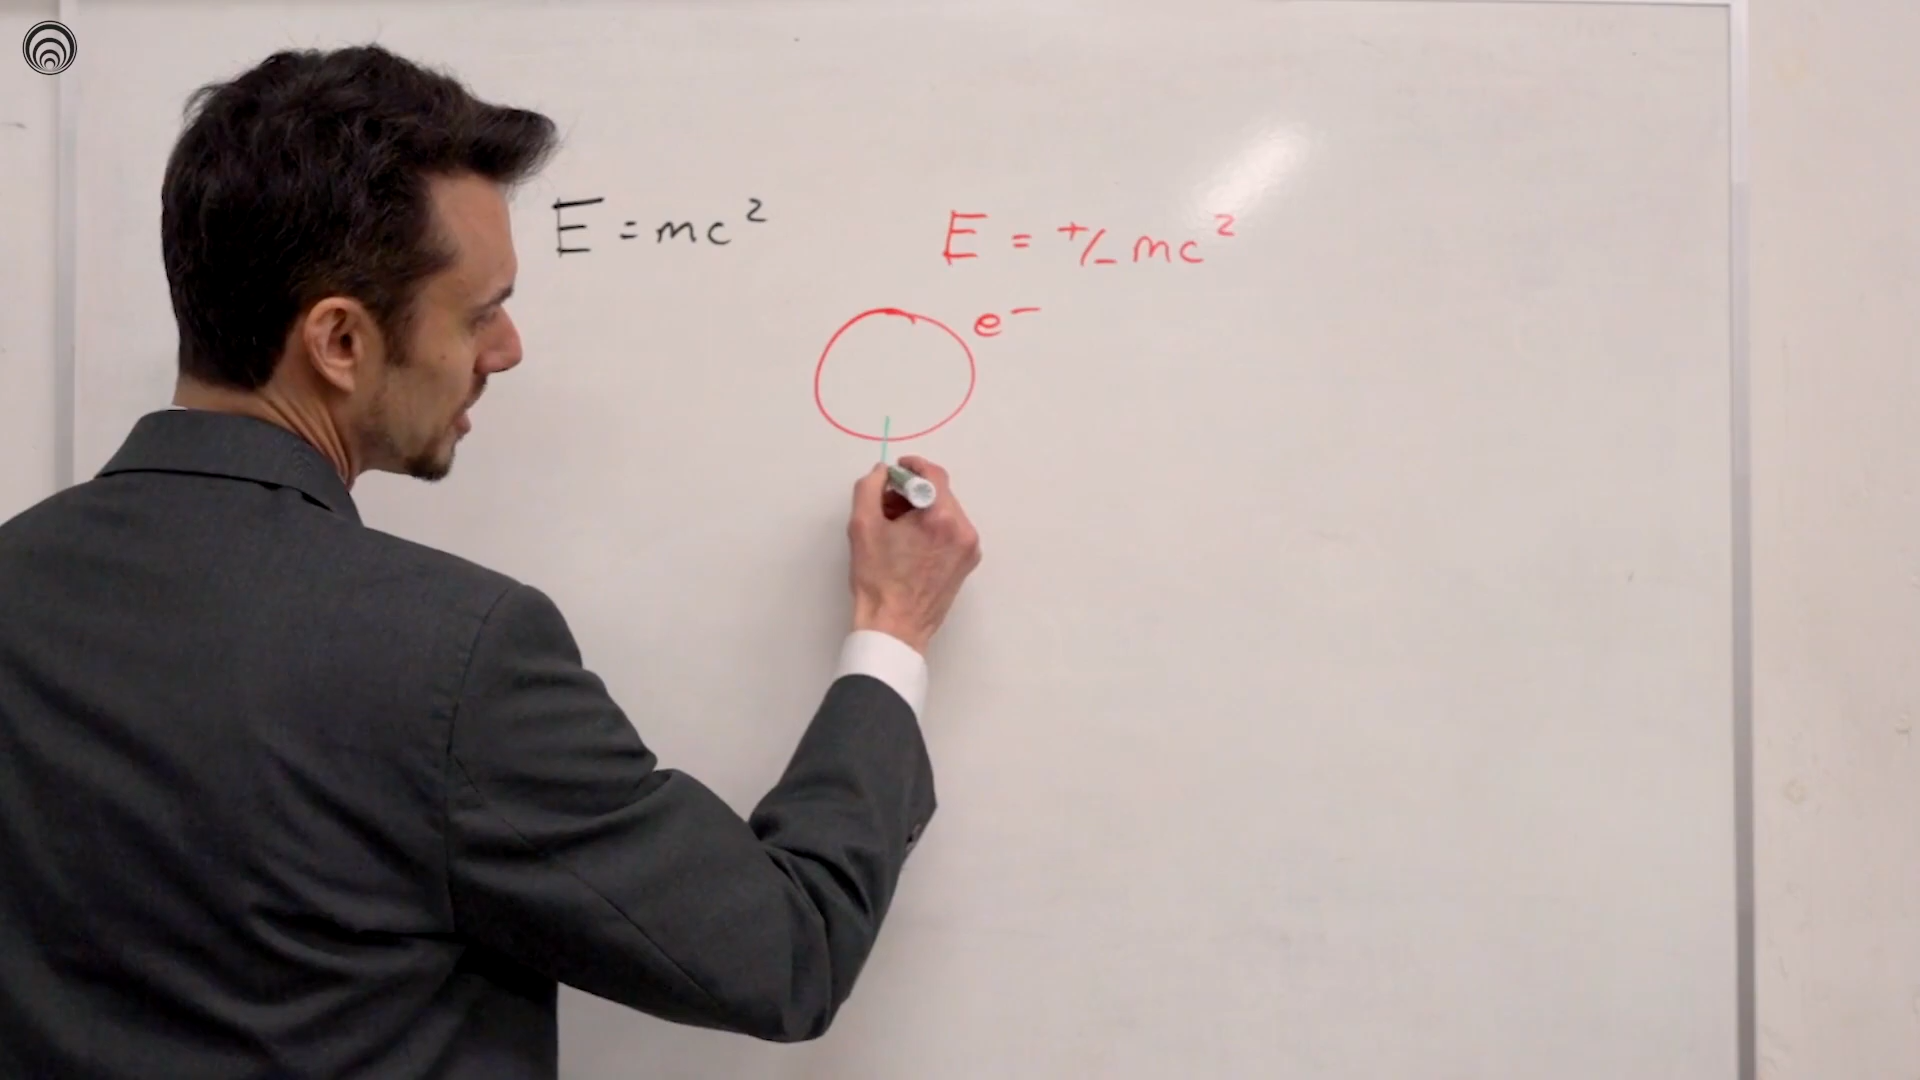 E = mc²
E = +/- mc²
e⁻